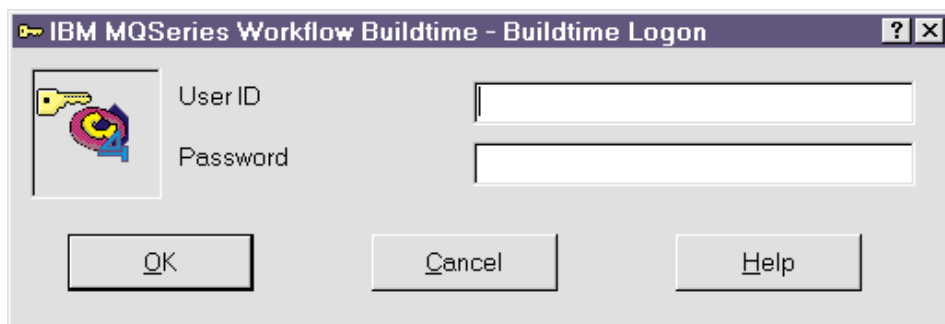 IBM MQSeries Workflow Buildtime - Buildtime Logon
User ID
Password
OK
Cancel
Help